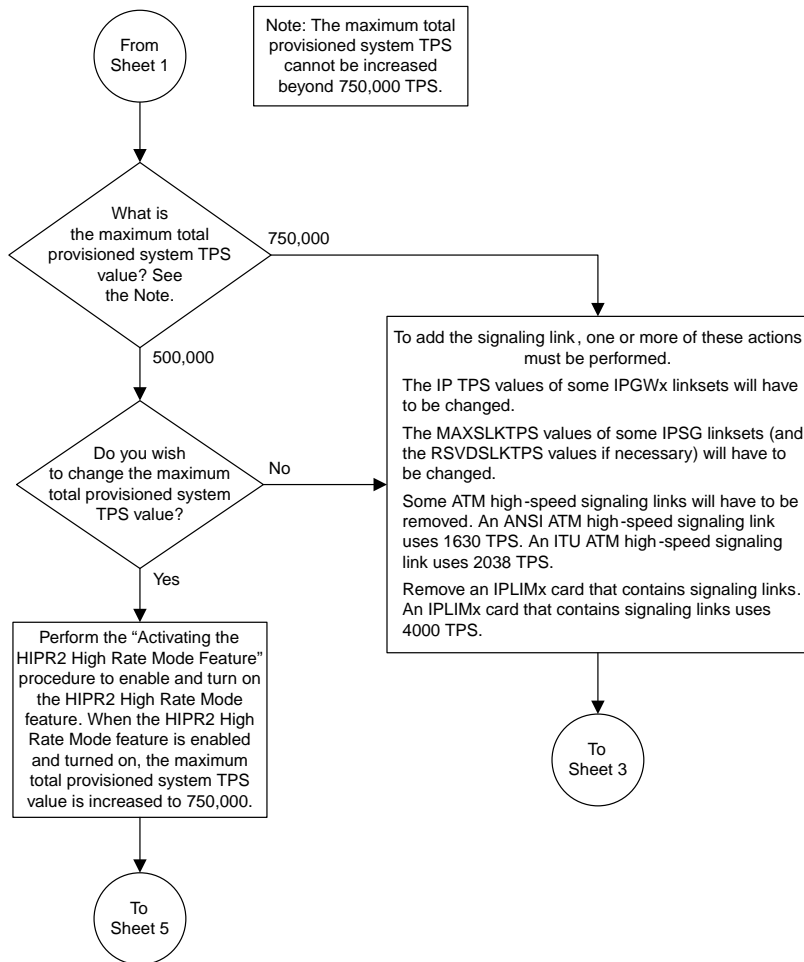 From
Sheet 1
Note: The maximum total
provisioned system TPS
cannot be increased
beyond 750,000 TPS.
What is
the maximum total
provisioned system TPS
value? See
the Note.
750,000
500,000
Do you wish
to change the maximum
total provisioned system
TPS value?
No
Yes
To add the signaling link, one or more of these actions
must be performed.
The IP TPS values of some IPGWx linksets will have
to be changed.
The MAXSLKTPS values of some IPSG linksets (and
the RSVDSLKTPS values if necessary) will have to
be changed.
Some ATM high-speed signaling links will have to be
removed. An ANSI ATM high-speed signaling link
uses 1630 TPS. An ITU ATM high-speed signaling
link uses 2038 TPS.
Remove an IPLIMx card that contains signaling links.
An IPLIMx card that contains signaling links uses
4000 TPS.
Perform the “Activating the
HIPR2 High Rate Mode Feature”
procedure to enable and turn on
the HIPR2 High Rate Mode
feature. When the HIPR2 High
Rate Mode feature is enabled
and turned on, the maximum
total provisioned system TPS
value is increased to 750,000.
To
Sheet 3
To
Sheet 5